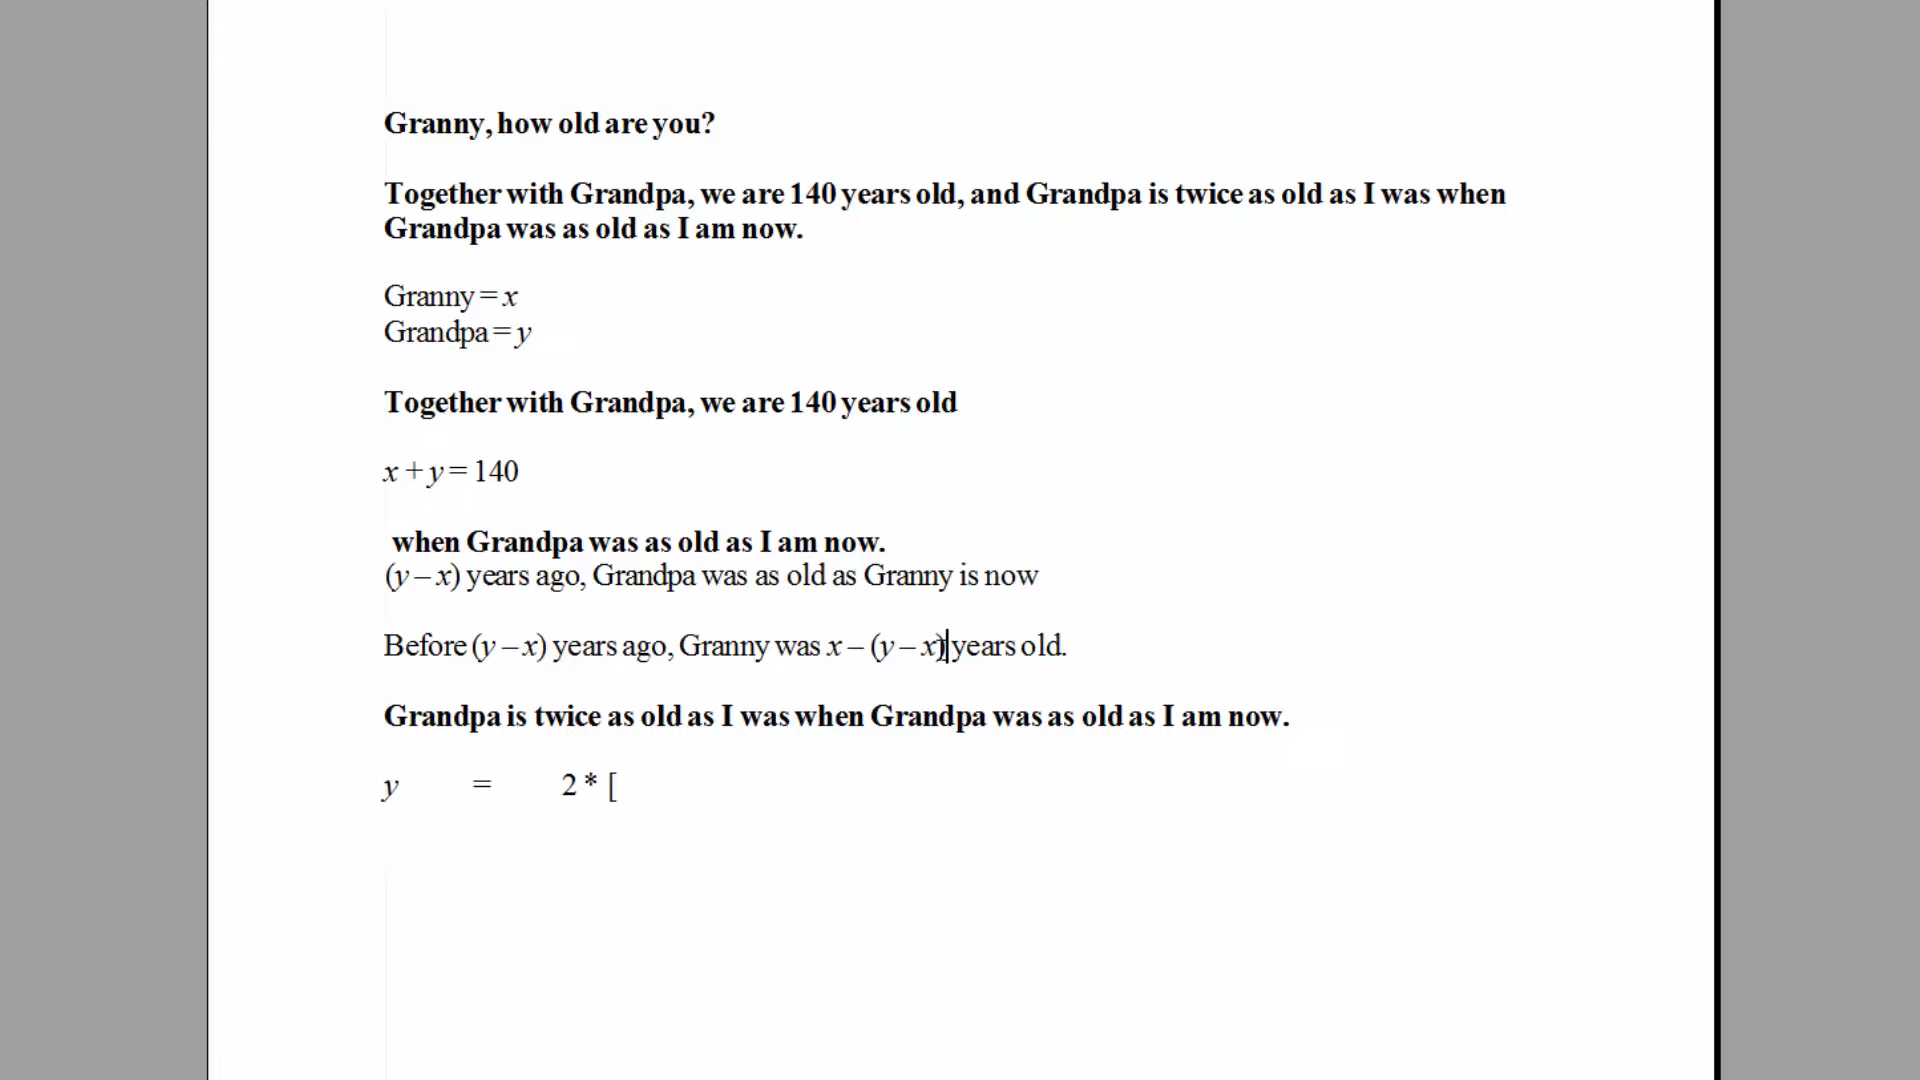 Granny, how old are you?
Together with Grandpa, we are 140 years old, and Grandpa is twice as old as I was when
Grandpa was as old as I am now.
Granny = x
Grandpa = y
Together with Grandpa, we are 140 years old
x + y = 140
when Grandpa was as old as I am now.
(y – x) years ago, Grandpa was as old as Granny is now
Before (y – x) years ago, Granny was x – (y – x) years old.
Grandpa is twice as old as I was when Grandpa was as old as I am now.
y = 2 * [